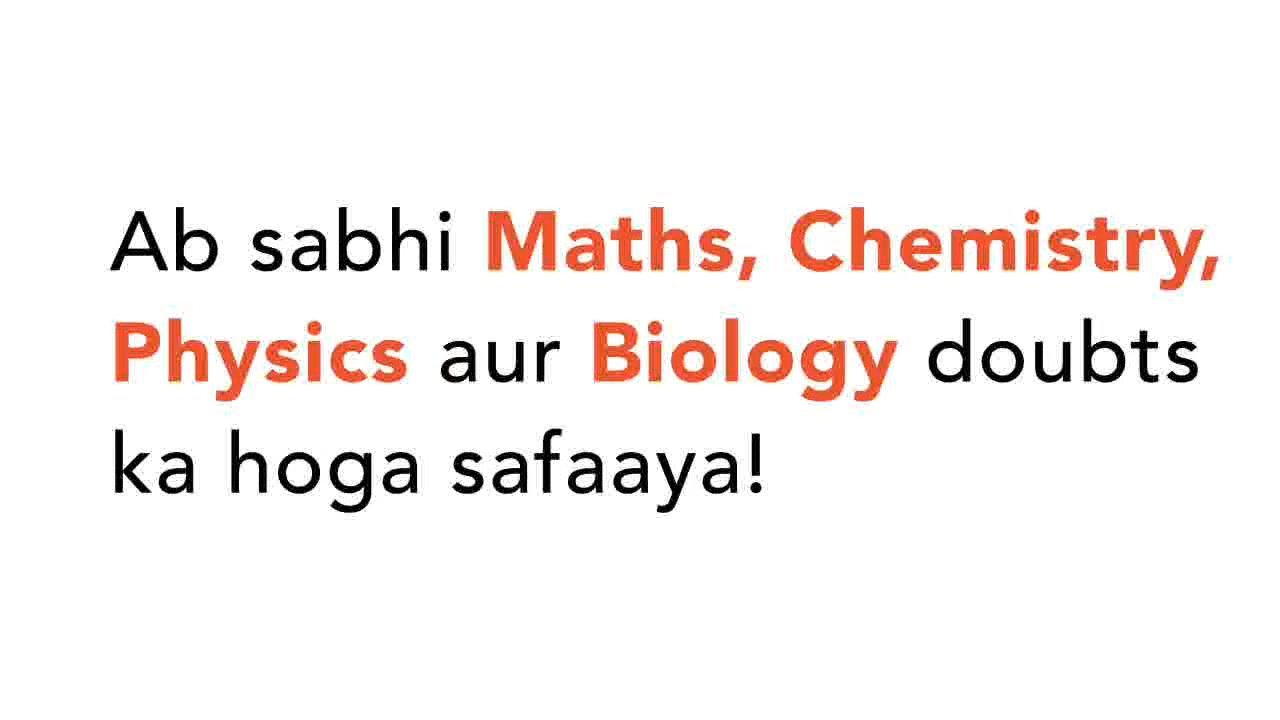 Ab sabhi Maths, Chemistry,
Physics aur Biology doubts
ka hoga safaaya!